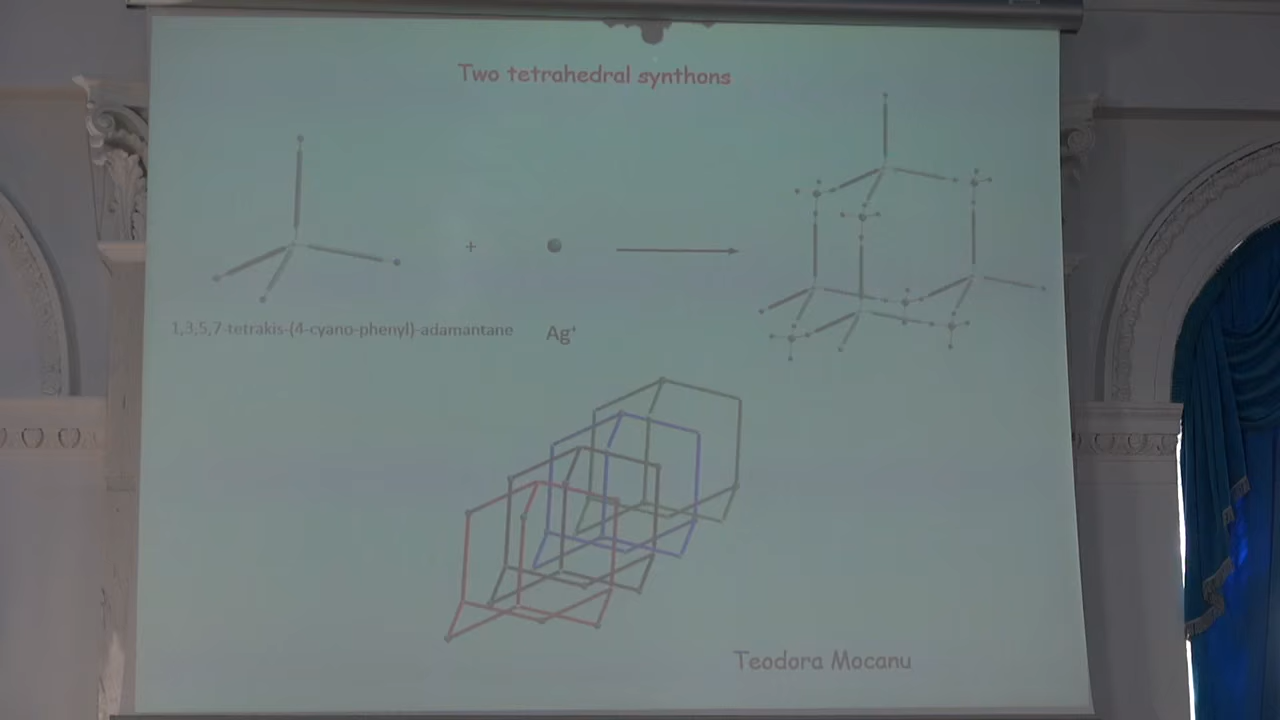 Two tetrahedral synthons
+
1,3,5,7-tetrakis-(4-cyano-phenyl)-adamantane
Ag⁺
Teodora Mocanu